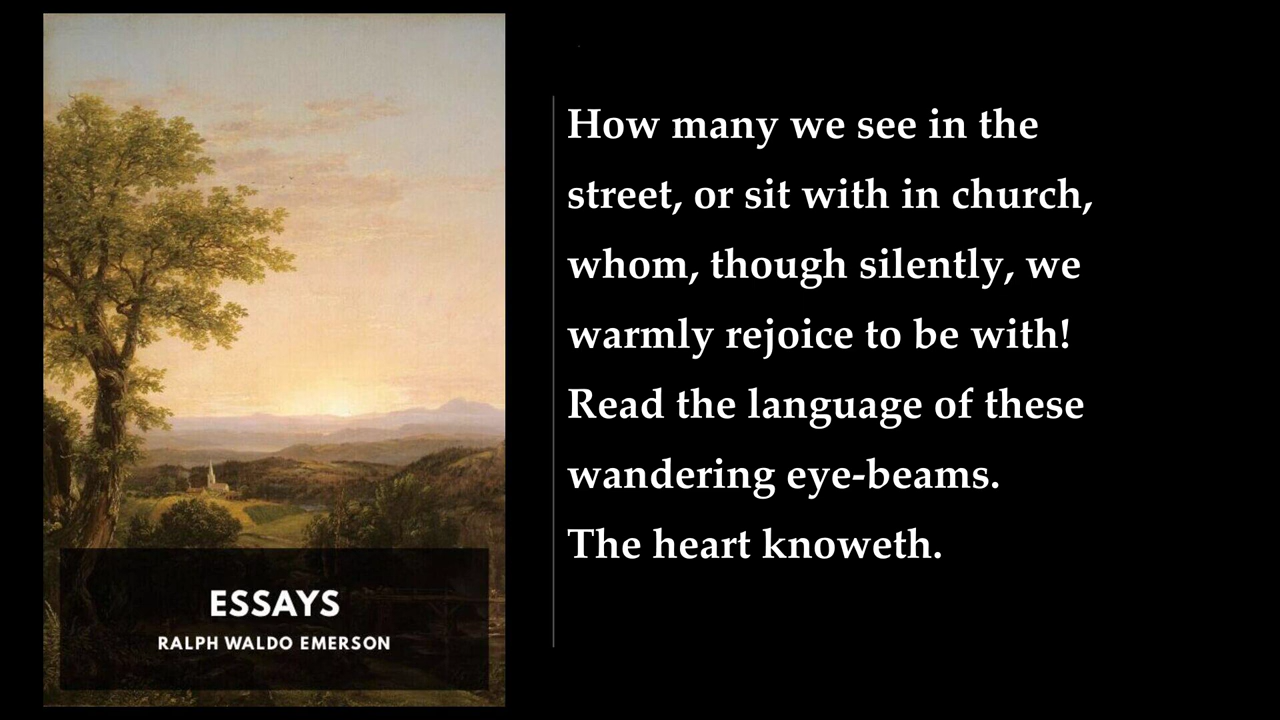 ESSAYS
RALPH WALDO EMERSON
How many we see in the
street, or sit with in church,
whom, though silently, we
warmly rejoice to be with!
Read the language of these
wandering eye-beams.
The heart knoweth.